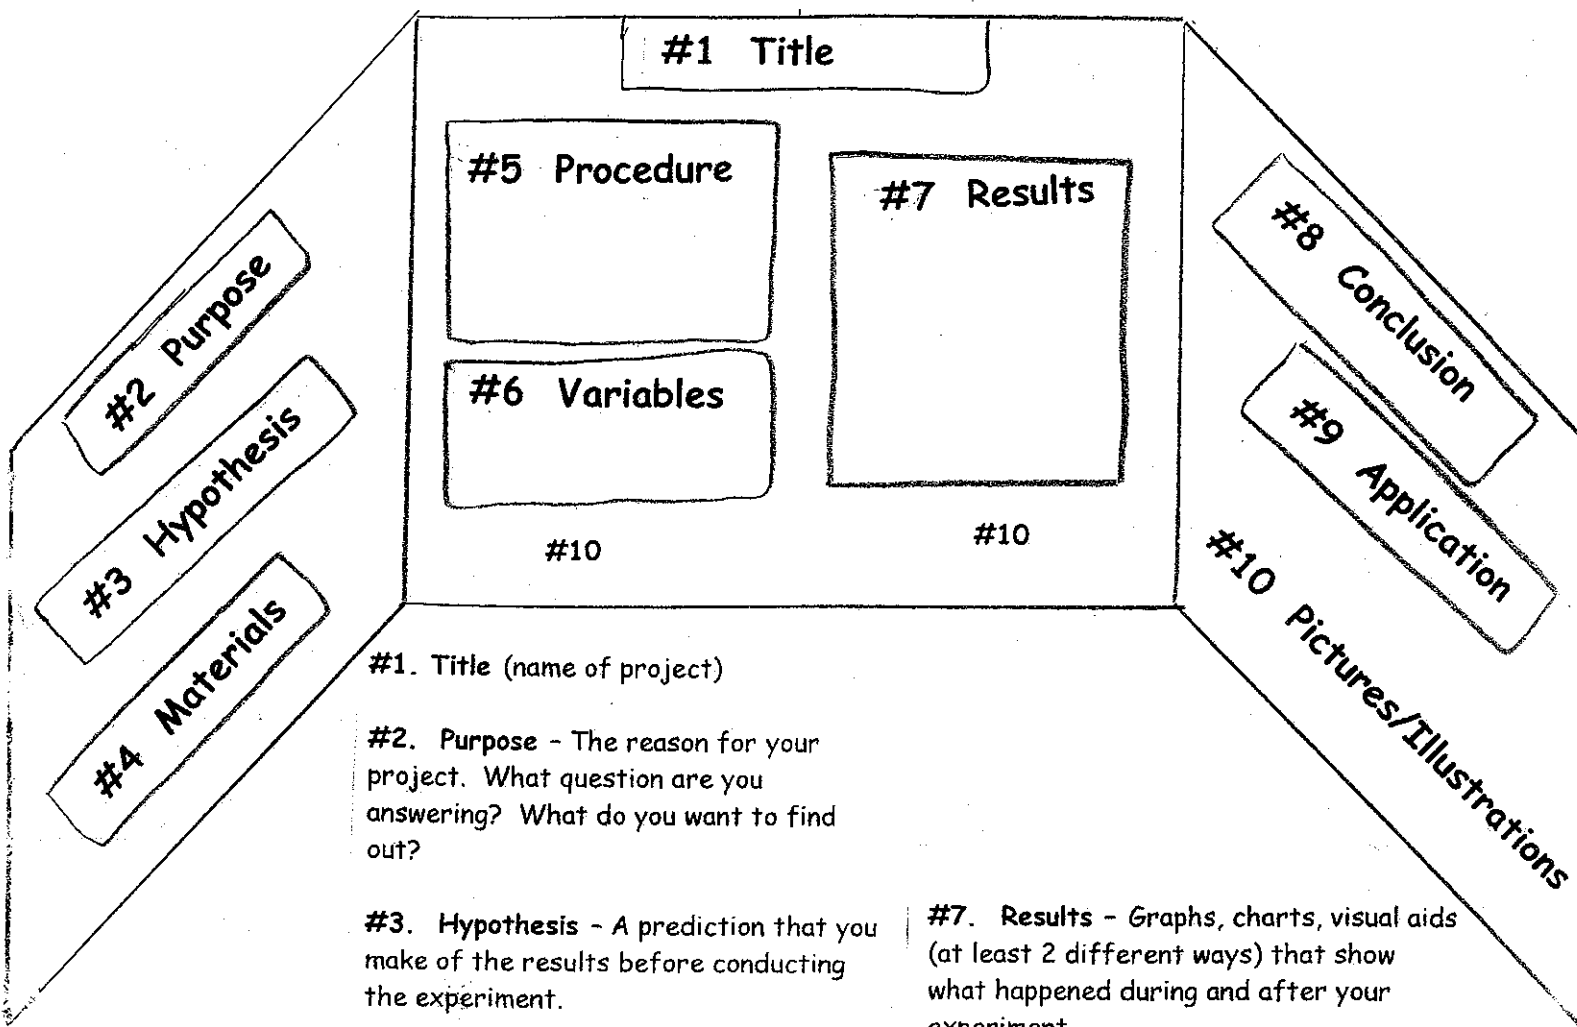 #1 Title
#5 Procedure
#7 Results
#6 Variables
#10
#10
#2 Purpose
#3 Hypothesis
#4 Materials
#8 Conclusion
#9 Application
#10 Pictures/Illustrations
#1. Title (name of project)
#2. Purpose – The reason for your
project. What question are you
answering? What do you want to find
out?
#3. Hypothesis – A prediction that you
make of the results before conducting
the experiment.
#7. Results – Graphs, charts, visual aids
(at least 2 different ways) that show
what happened during and after your
experiment